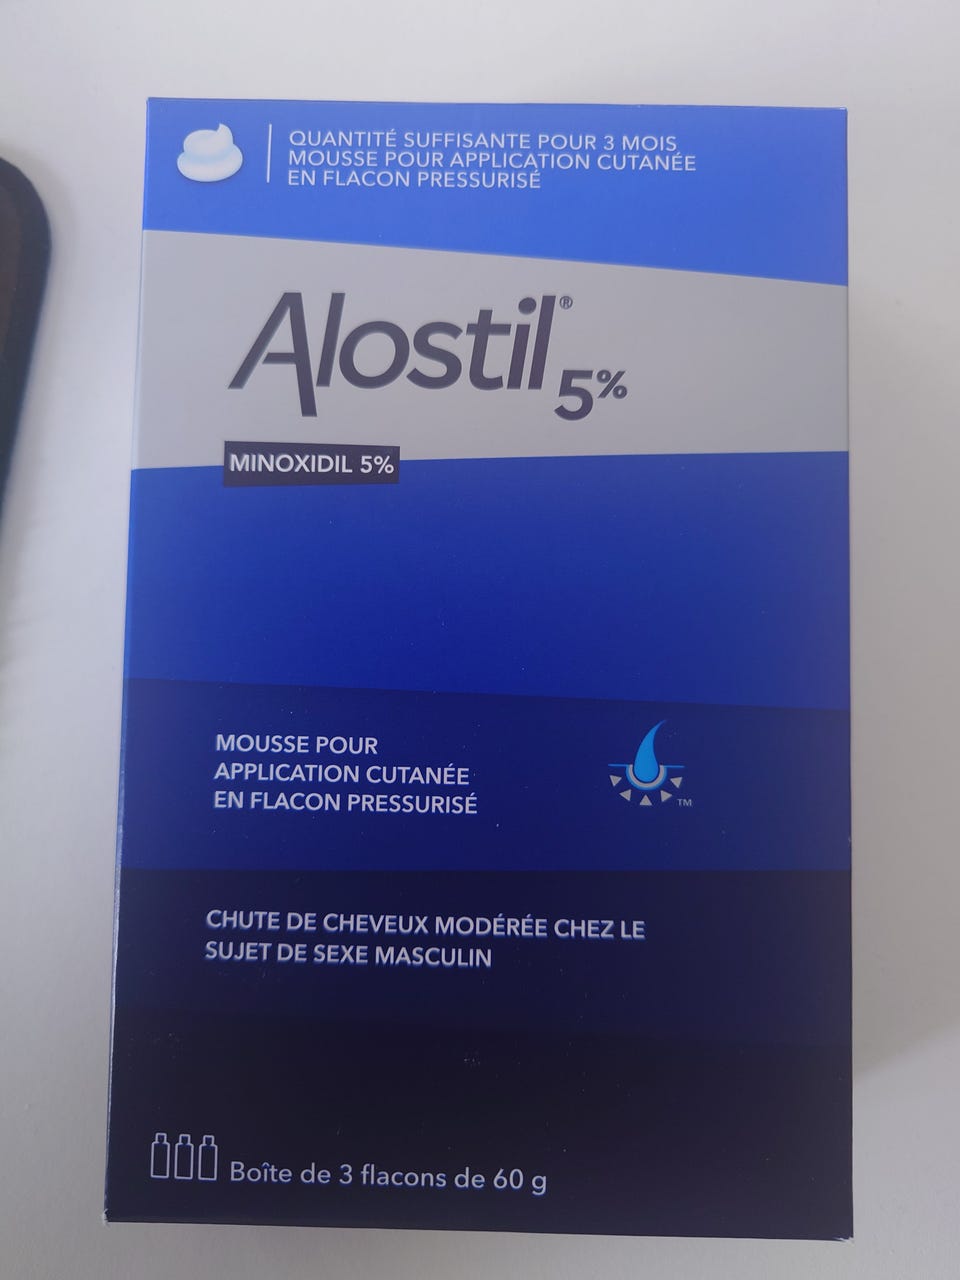 QUANTITÉ SUFFISANTE POUR 3 MOIS
MOUSSE POUR APPLICATION CUTANÉE
EN FLACON PRESSURISÉ
Alostil® 5%
MINOXIDIL 5%
MOUSSE POUR
APPLICATION CUTANÉE
EN FLACON PRESSURISÉ
TM
CHUTE DE CHEVEUX MODÉRÉE CHEZ LE
SUJET DE SEXE MASCULIN
Boîte de 3 flacons de 60 g